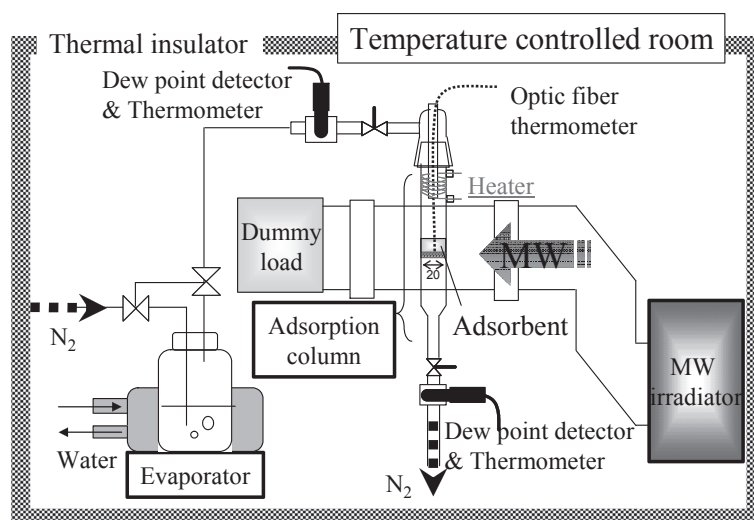 Thermal insulator
Temperature controlled room
Dew point detector
& Thermometer
Optic fiber
thermometer
Heater
Dummy
load
MW
20
N2
Adsorption
column
Adsorbent
MW
irradiator
Water
Evaporator
Dew point detector
& Thermometer
N2